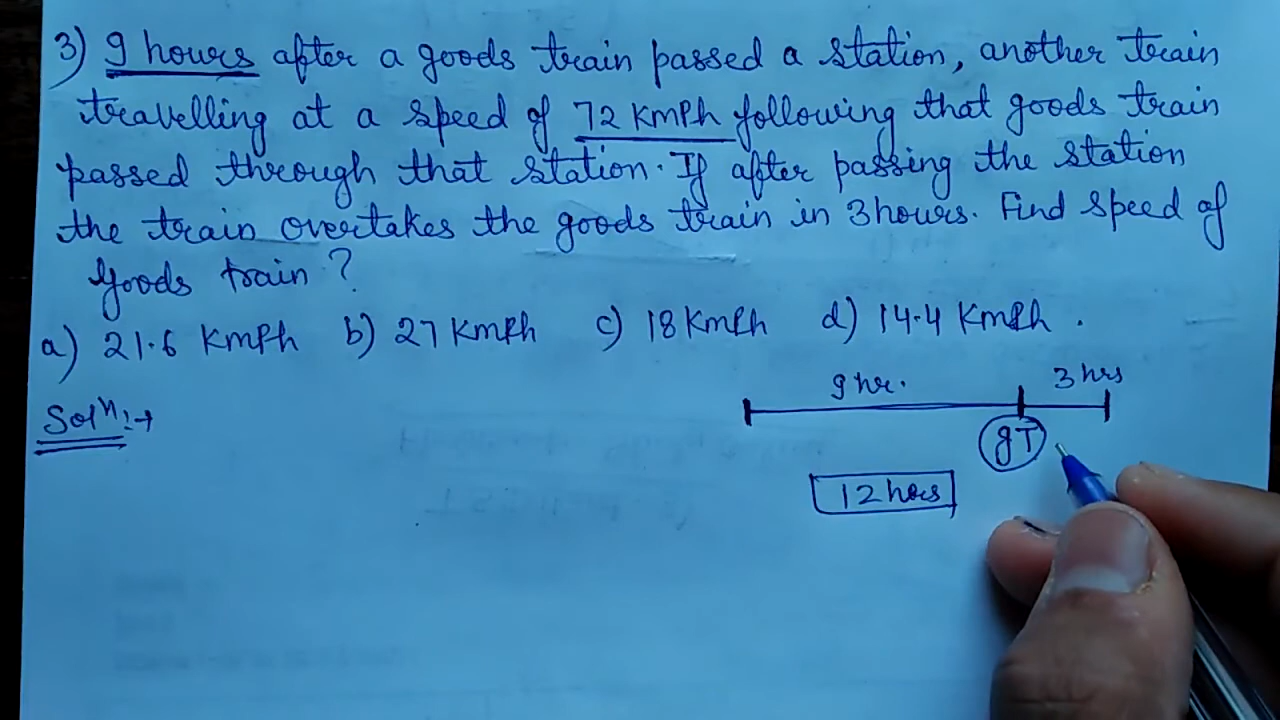 3) 9 hours after a goods train passed a station, another train
travelling at a speed of 72 KMPh following that goods train
passed through that station. If after passing the station
the train overtakes the goods train in 3 hours. Find speed of
goods train ?
a) 21.6 KMPh b) 27 KMPh c) 18 KMPh d) 14.4 KMPh .
Solⁿ:→
9 hr. 3 hrs
gT
12 hours